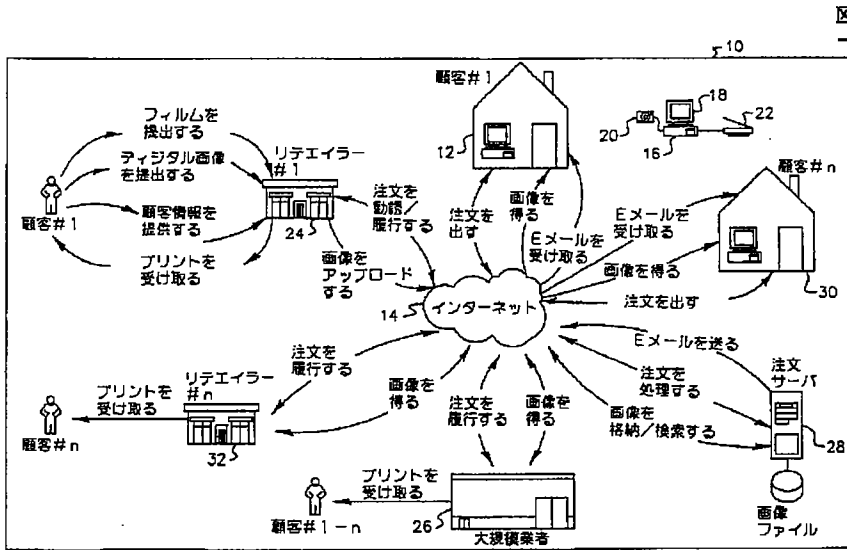 図
10
顧客#1
フィルムを
提出する
ディジタル画像
を提出する
リテエイラー
#1
顧客#1
顧客情報を
提供する
プリントを
受け取る
24
注文を
勧誘/
履行する
画像を
アップロード
する
12
注文を
出す
画像を
得る
Eメールを
受け取る
18
20
16
22
顧客#n
Eメールを
受け取る
画像を得る
注文を出す
30
14
インターネット
Eメールを送る
注文を
処理する
画像を
格納/検索する
注文
サーバ
28
画像
ファイル
注文を
履行する
画像を
得る
プリントを
受け取る
リテエイラー
#n
顧客#n
32
注文を
履行する
画像を
得る
プリントを
受け取る
顧客#1-n
26
大規模業者